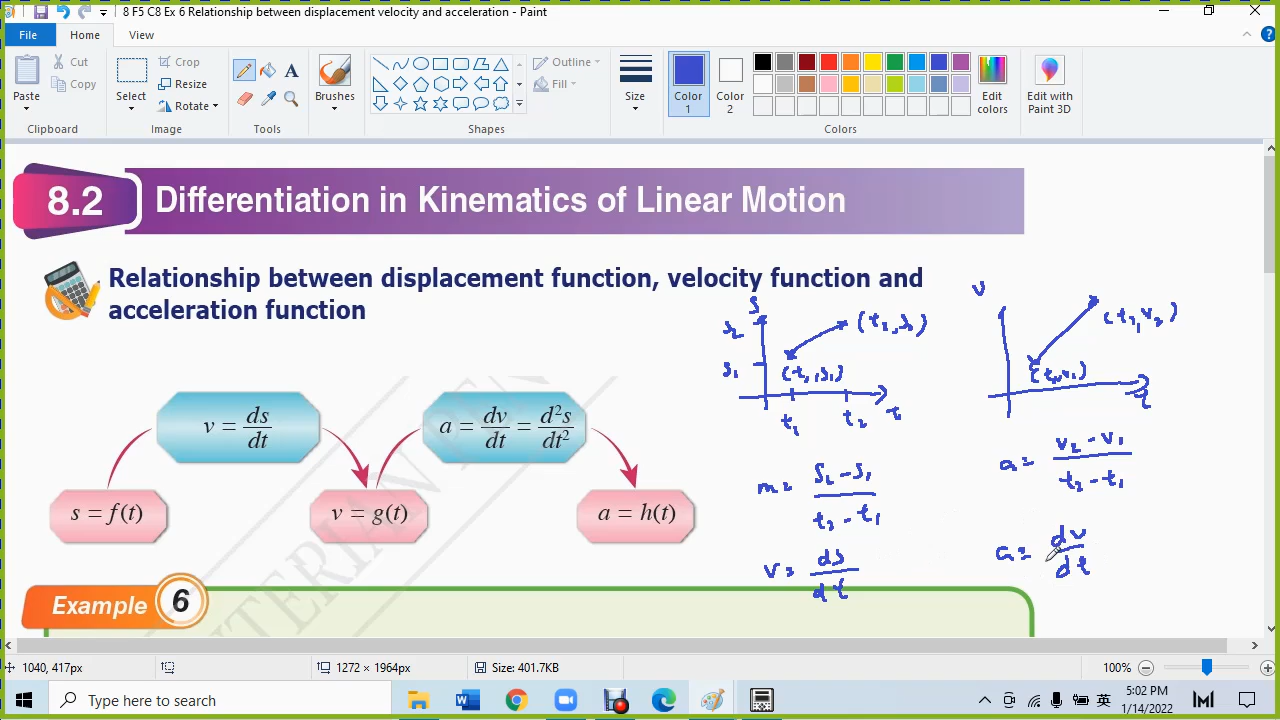 8 F5 C8 Ex 6 Relationship between displacement velocity and acceleration - Paint
File Home View
Cut
Copy
Paste
Crop
Resize
Rotate
Select
A
Brushes
Outline
Fill
Size
Color 1
Color 2
Edit colors
Edit with Paint 3D
Clipboard Image Tools Shapes Colors
8.2 Differentiation in Kinematics of Linear Motion
Relationship between displacement function, velocity function and
acceleration function
v = ds/dt
a = dv/dt = d²s/dt²
s = f(t)
v = g(t)
a = h(t)
s
s₂
s₁
(t₁, s₁)
t₁ t₂ t
m = s₂ - s₁ / t₂ - t₁
v = ds/dt
v
(t₂, v₂)
(t₁, v₁)
t
a = v₂ - v₁ / t₂ - t₁
a = dv/dt
Example 6
1040, 417px
1272 × 1964px
Size: 401.7KB
100%
Type here to search
英
5:02 PM
1/14/2022